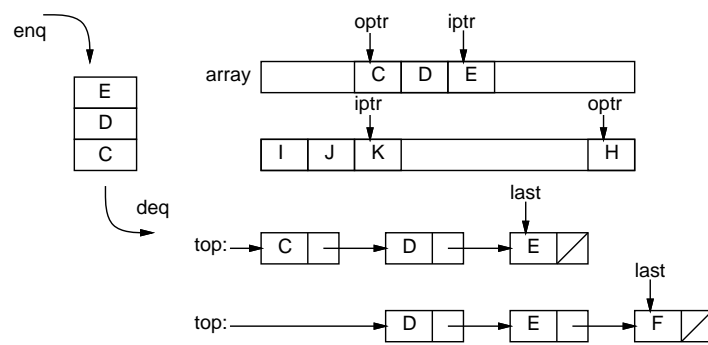 enq
E
D
C
deq
optr iptr
array C D E
iptr optr
I J K H
last
top: C D E
last
top: D E F